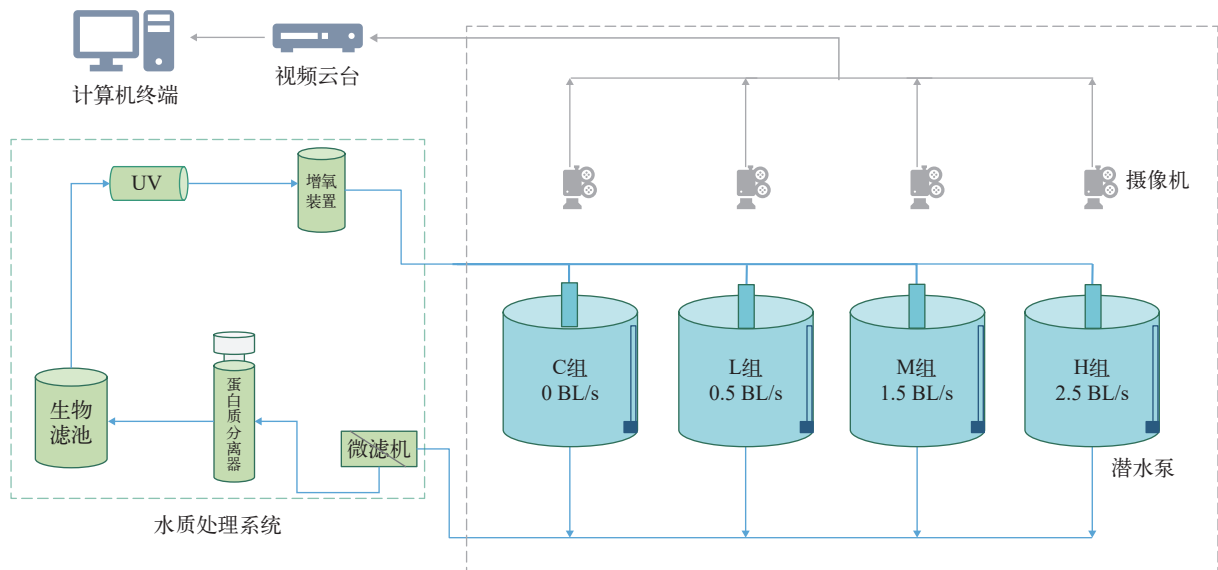 计算机终端
视频云台
UV
增氧
装置
摄像机
C组
0 BL/s
L组
0.5 BL/s
M组
1.5 BL/s
H组
2.5 BL/s
生物
滤池
蛋
白
质
分
离
器
微滤机
潜水泵
水质处理系统